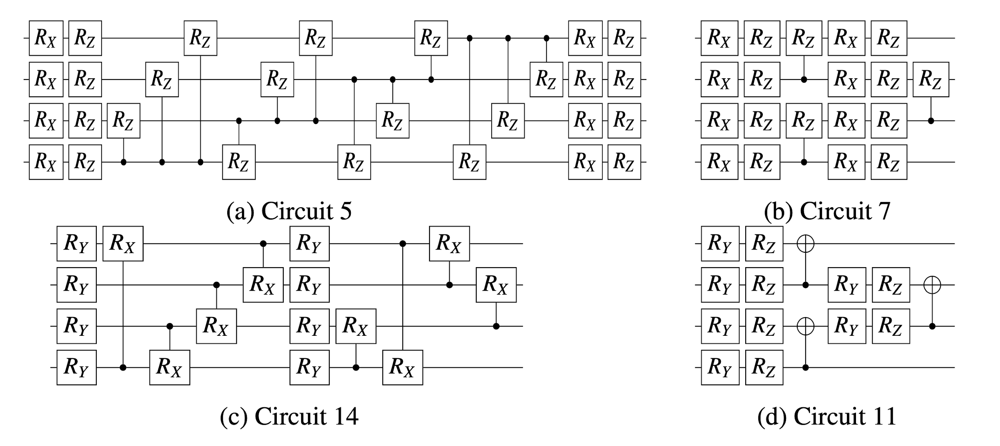 R_X R_Z R_Z R_Z R_Z R_X R_Z
R_X R_Z R_Z R_Z R_Z R_X R_Z
R_X R_Z R_Z R_Z R_Z R_X R_Z
R_X R_Z R_Z R_Z R_Z R_X R_Z
(a) Circuit 5
R_X R_Z R_Z R_X R_Z
R_X R_Z R_X R_Z R_Z
R_X R_Z R_Z R_X R_Z
R_X R_Z R_X R_Z
(b) Circuit 7
R_Y R_X R_Y R_X
R_Y R_X R_Y R_X
R_Y R_X R_Y R_X
R_Y R_X R_Y R_X
(c) Circuit 14
R_Y R_Z
R_Y R_Z R_Y R_Z
R_Y R_Z R_Y R_Z
R_Y R_Z
(d) Circuit 11